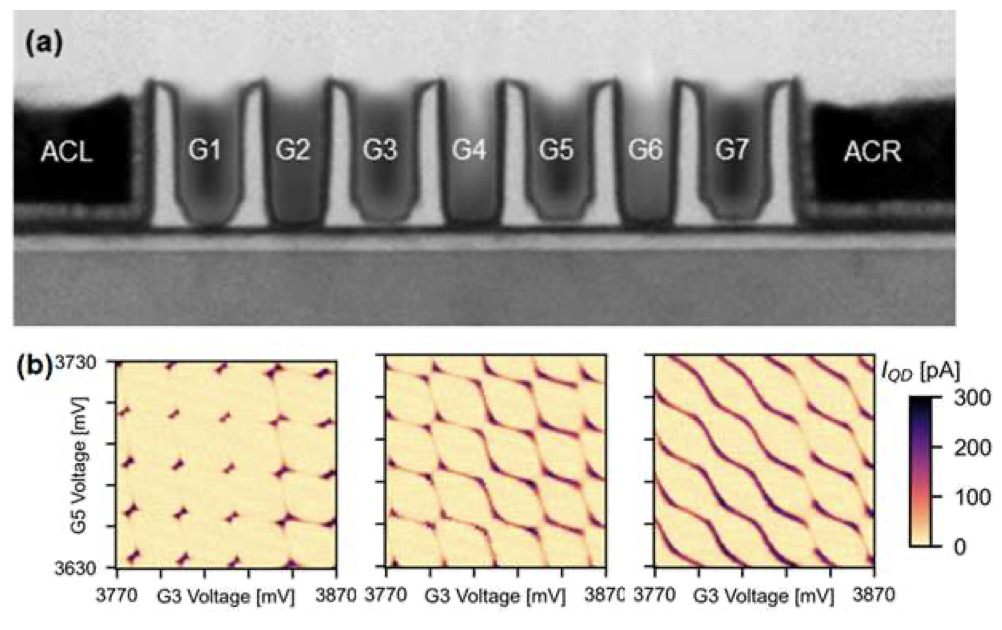 (a)
ACL G1 G2 G3 G4 G5 G6 G7 ACR
(b)
3730
G5 Voltage [mV]
3630
I_QD [pA]
300
200
100
0
3770 G3 Voltage [mV] 3870 3770 G3 Voltage [mV] 3870 3770 G3 Voltage [mV] 3870